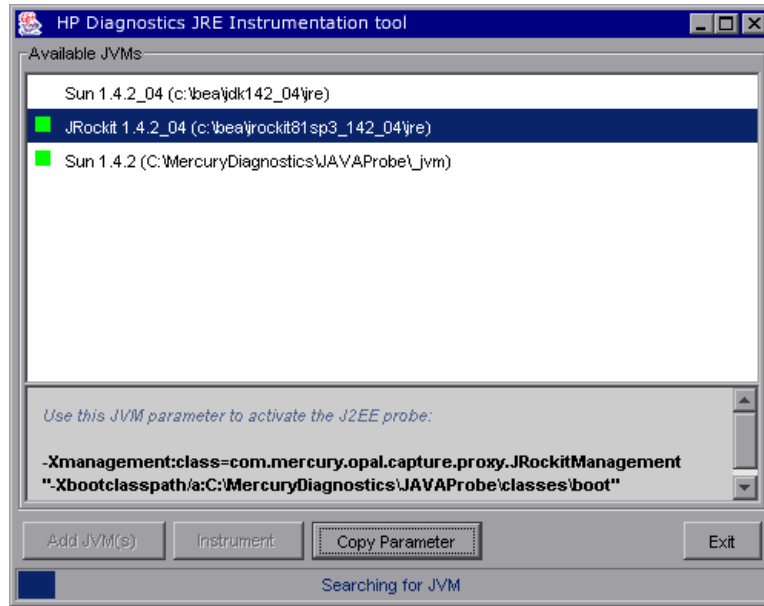 HP Diagnostics JRE Instrumentation tool
Available JVMs
Sun 1.4.2_04 (c:\bea\jdk142_04\jre)
JRockit 1.4.2_04 (c:\bea\jrockit81sp3_142_04\jre)
Sun 1.4.2 (C:\MercuryDiagnostics\JAVAProbe\_jvm)
Use this JVM parameter to activate the J2EE probe:
-Xmanagement:class=com.mercury.opal.capture.proxy.JRockitManagement
"-Xbootclasspath/a:C:\MercuryDiagnostics\JAVAProbe\classes\boot"
Add JVM(s) Instrument Copy Parameter Exit
Searching for JVM